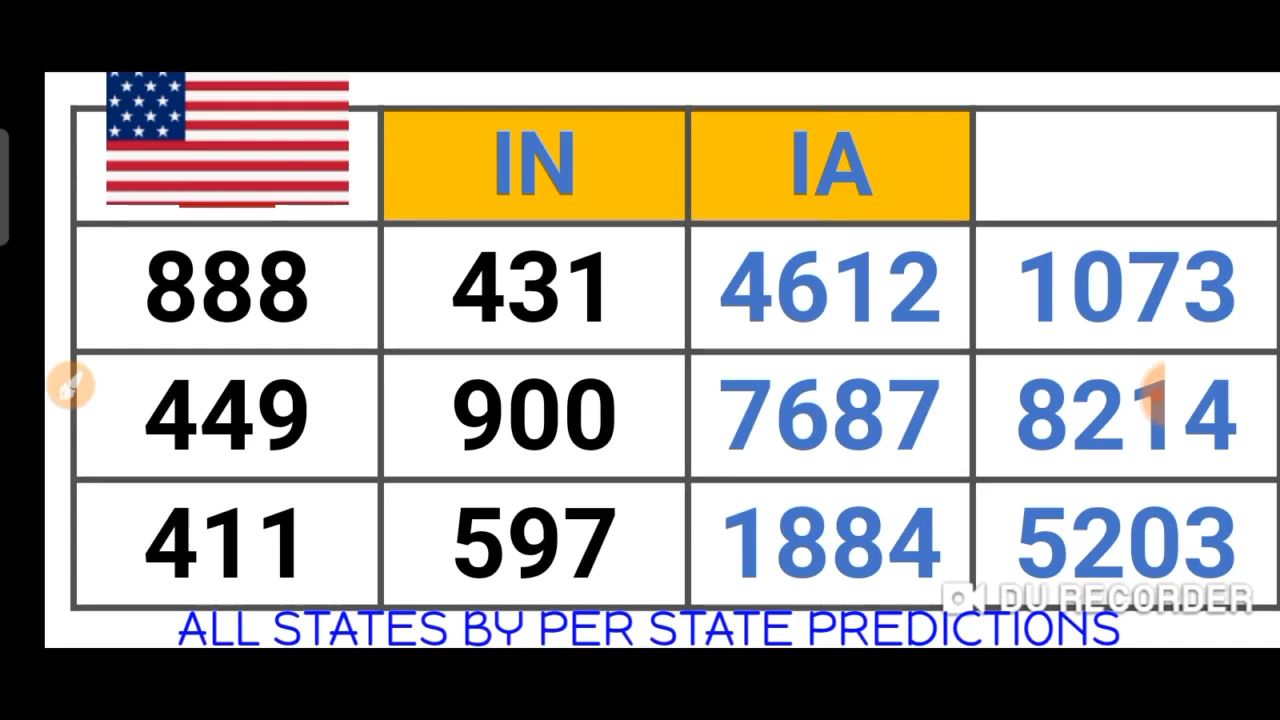 IN IA
888 431 4612 1073
449 900 7687 8214
411 597 1884 5203
DU RECORDER
ALL STATES BY PER STATE PREDICTIONS